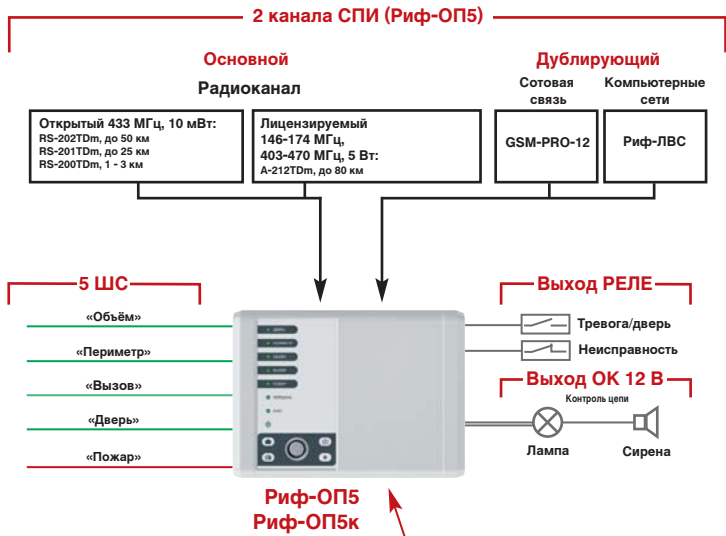 2 канала СПИ (Риф-ОП5)
Основной
Дублирующий
Радиоканал
Сотовая
связь
Компьютерные
сети
Открытый 433 МГц, 10 мВт:
RS-202TDm, до 50 км
RS-201TDm, до 25 км
RS-200TDm, 1 - 3 км
Лицензируемый
146-174 МГц,
403-470 МГц, 5 Вт:
A-212TDm, до 80 км
GSM-PRO-12
Риф-ЛВС
5 ШС
«Объём»
«Периметр»
«Вызов»
«Дверь»
«Пожар»
Выход РЕЛЕ
Тревога/дверь
Неисправность
Выход ОК 12 В
Контроль цепи
Лампа
Сирена
Риф-ОП5
Риф-ОП5к